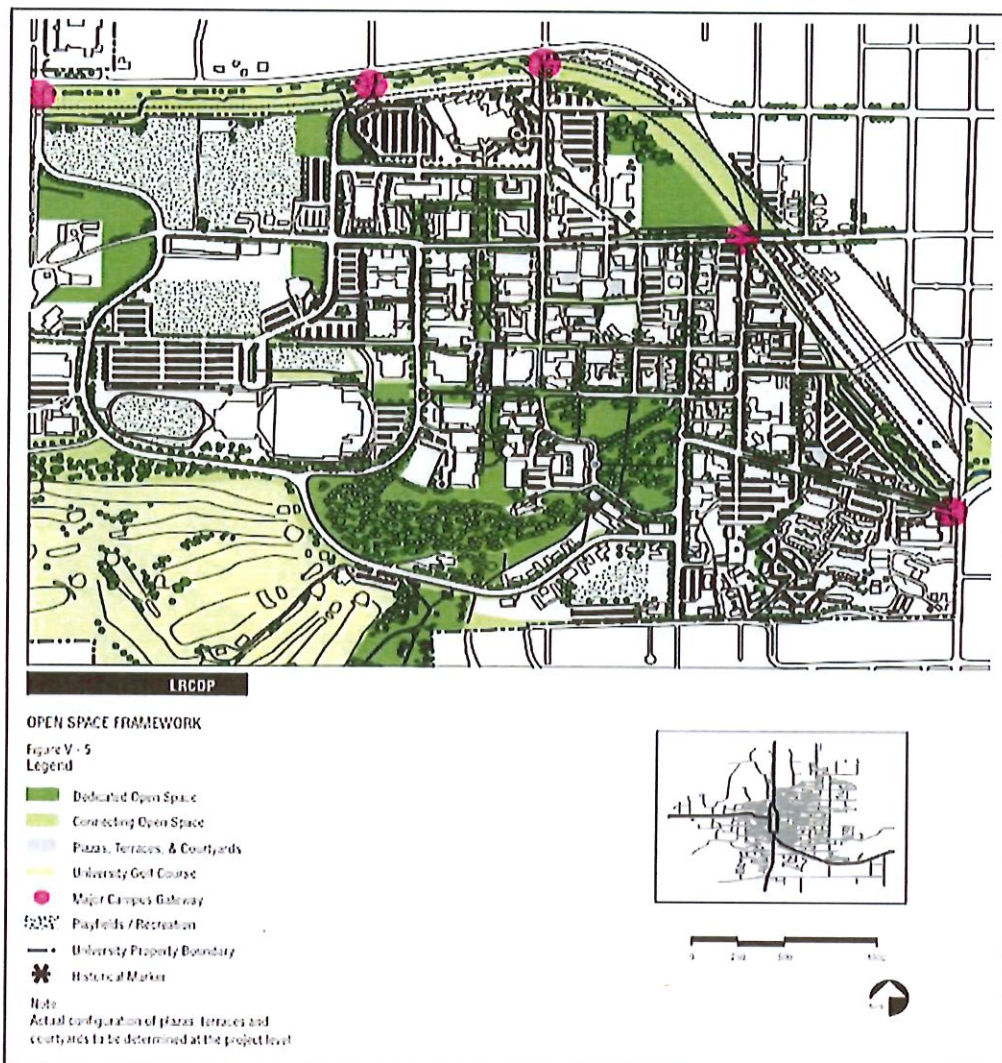 LRCDP
OPEN SPACE FRAMEWORK
Figure V - 5
Legend
Dedicated Open Space
Connecting Open Space
Plazas, Terraces, & Courtyards
University Golf Course
Major Campus Gateway
Playfields / Recreation
University Property Boundary
Historical Marker
Note
Actual configuration of plazas terraces and
courtyards to be determined at the project level
0